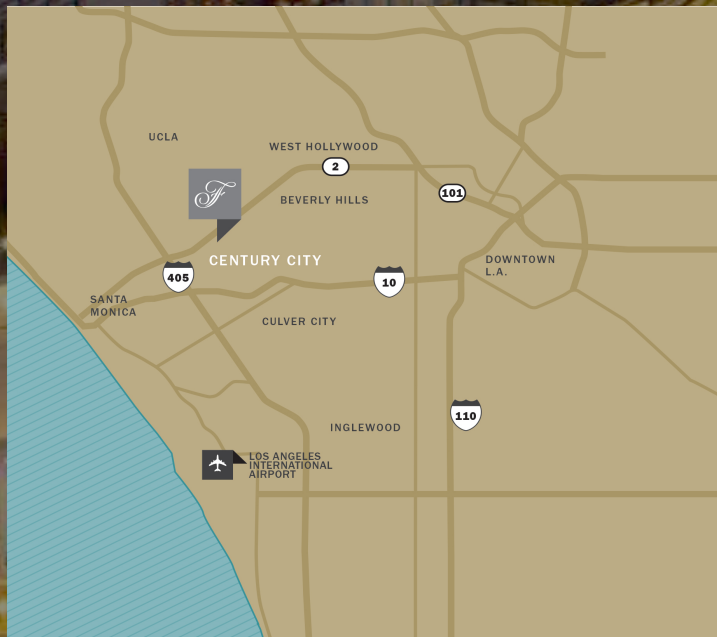 UCLA
WEST HOLLYWOOD
2
F
101
BEVERLY HILLS
CENTURY CITY
DOWNTOWN
L.A.
405
10
SANTA
MONICA
CULVER CITY
110
INGLEWOOD
LOS ANGELES
INTERNATIONAL
AIRPORT